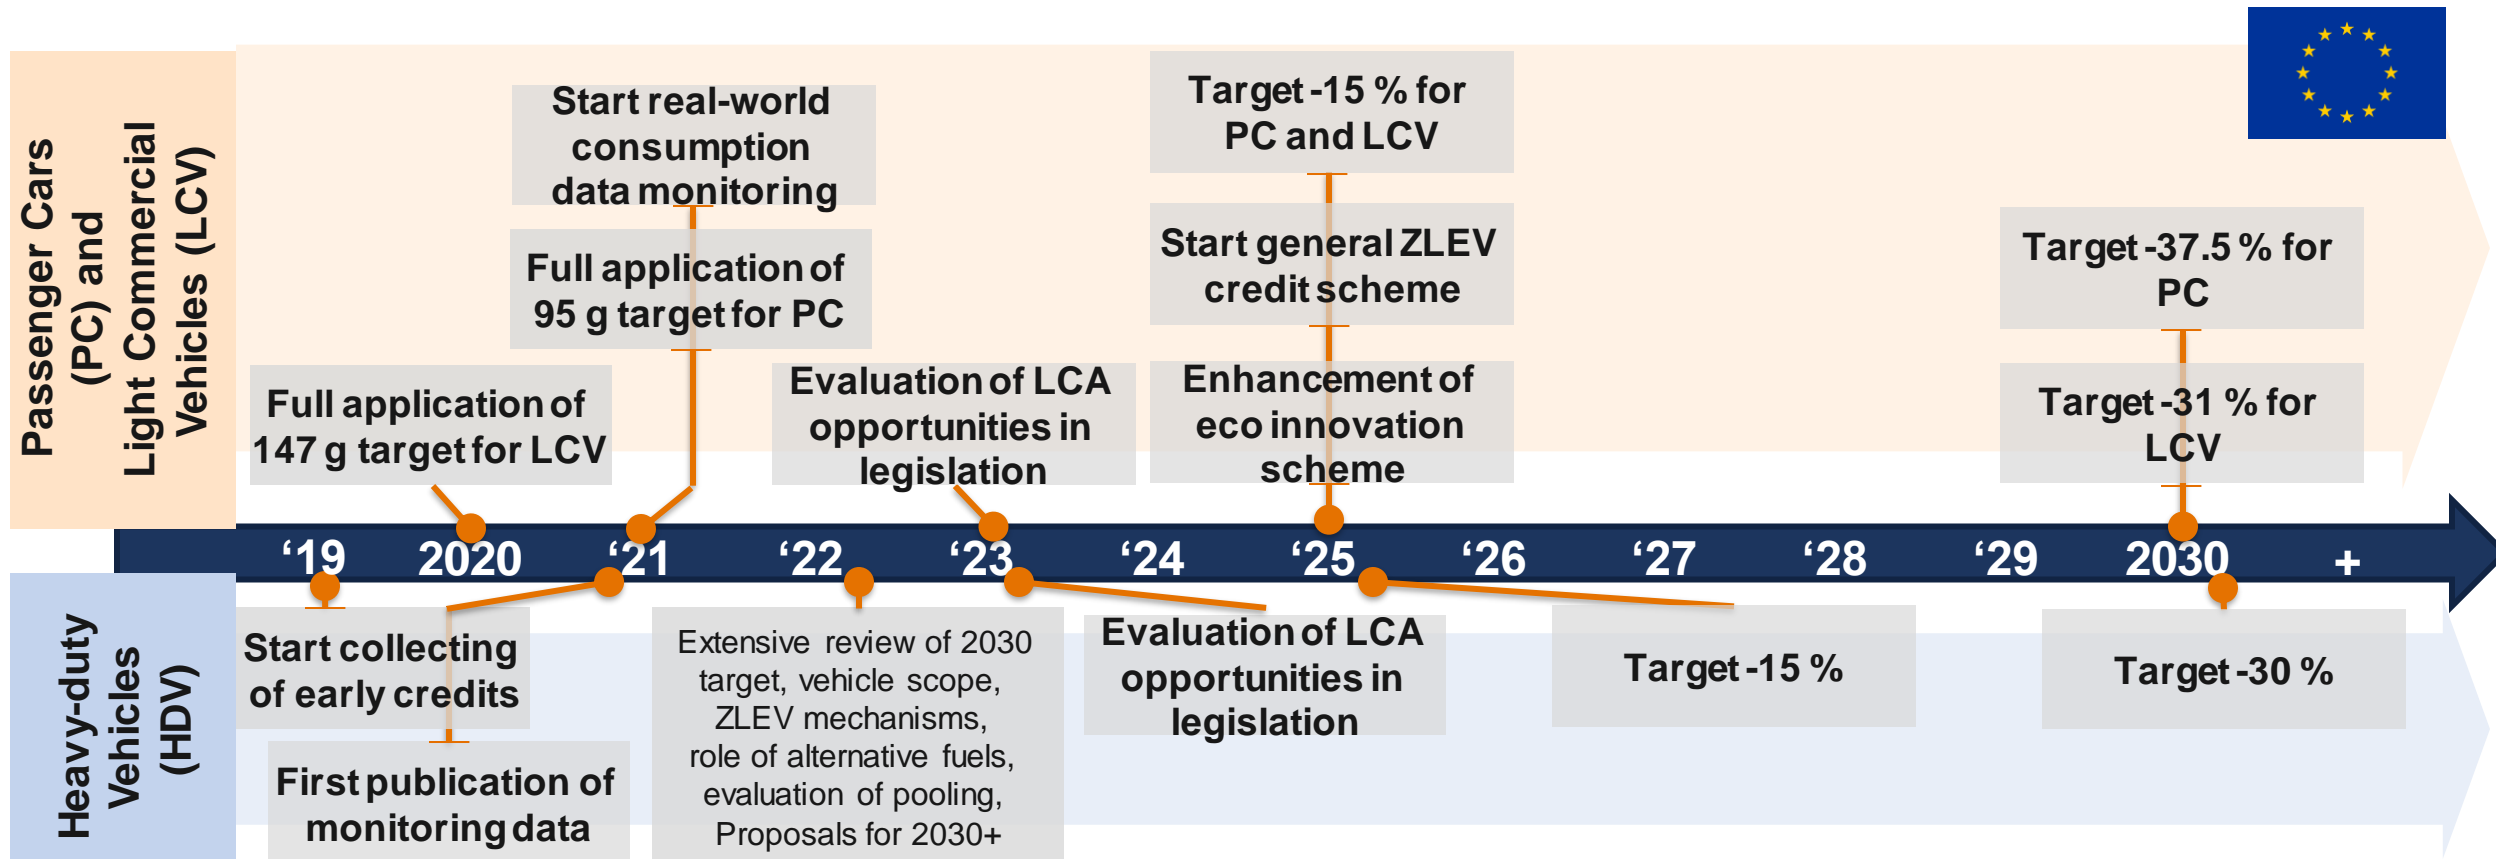 Passenger Cars
(PC) and
Light Commercial
Vehicles (LCV)
Start real-world
consumption
data monitoring
Full application of
95 g target for PC
Full application of
147 g target for LCV
Evaluation of LCA
opportunities in
legislation
Target -15 % for
PC and LCV
Start general ZLEV
credit scheme
Enhancement of
eco innovation
scheme
Target -37.5 % for
PC
Target -31 % for
LCV
‘19 2020 ‘21 ‘22 ‘23 ‘24 ‘25 ‘26 ‘27 ‘28 ‘29 2030 +
Heavy-duty
Vehicles
(HDV)
Start collecting
of early credits
First publication of
monitoring data
Extensive review of 2030
target, vehicle scope,
ZLEV mechanisms,
role of alternative fuels,
evaluation of pooling,
Proposals for 2030+
Evaluation of LCA
opportunities in
legislation
Target -15 %
Target -30 %